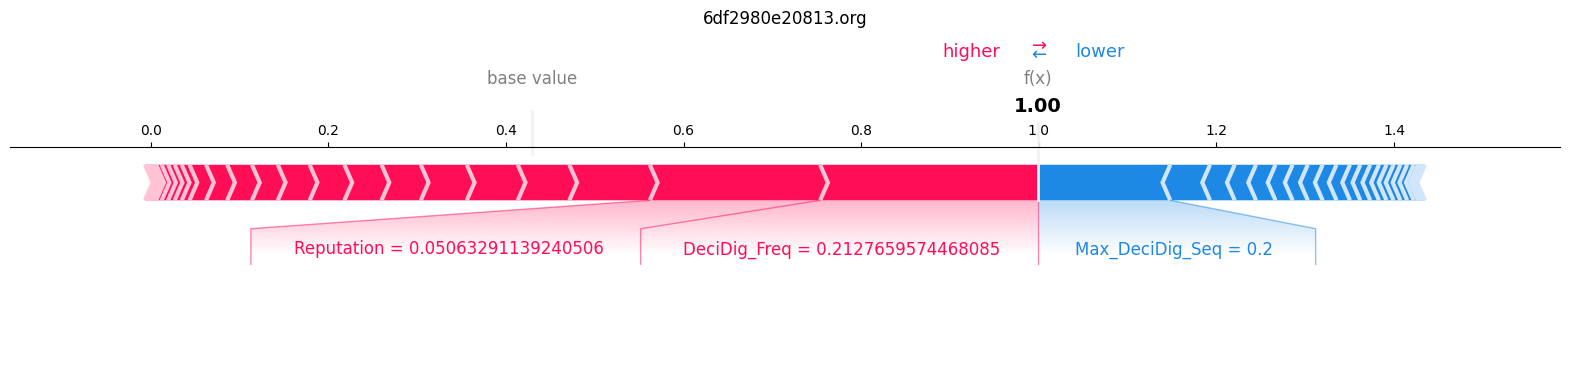 6df2980e20813.org
higher → lower
←
base value f(x)
1.00
0.0 0.2 0.4 0.6 0.8 1 0 1.2 1.4
Reputation = 0.05063291139240506 DeciDig_Freq = 0.2127659574468085 Max_DeciDig_Seq = 0.2